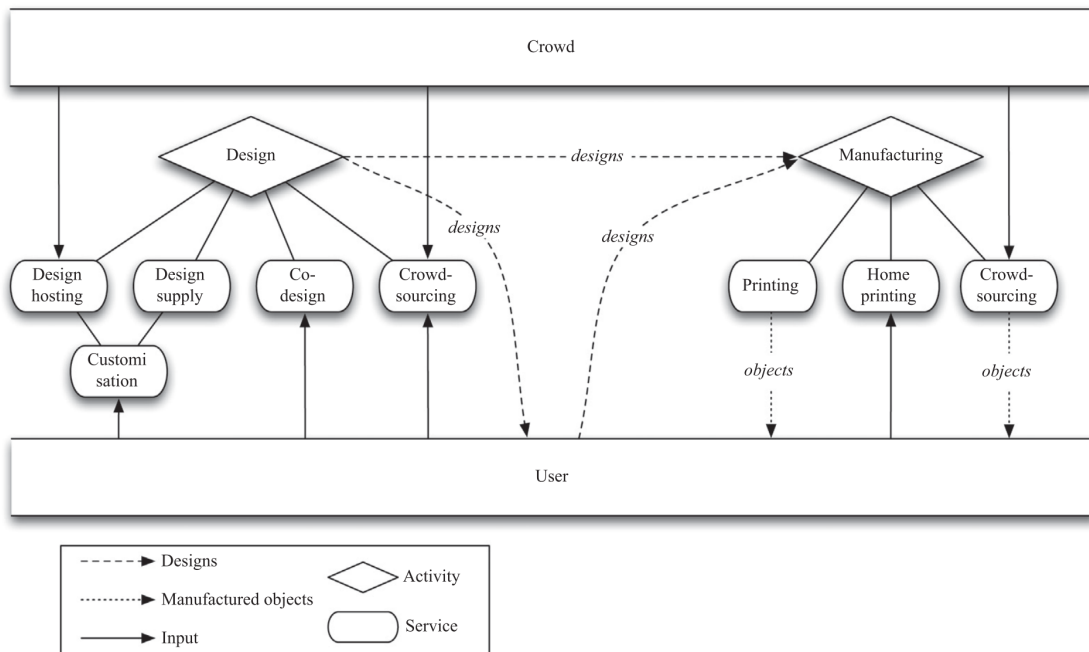 Crowd
Design
designs
Manufacturing
designs
designs
Design
hosting
Design
supply
Co-
design
Crowd-
sourcing
Printing
Home
printing
Crowd-
sourcing
Customi
sation
objects
objects
User
Designs
Activity
Manufactured objects
Service
Input